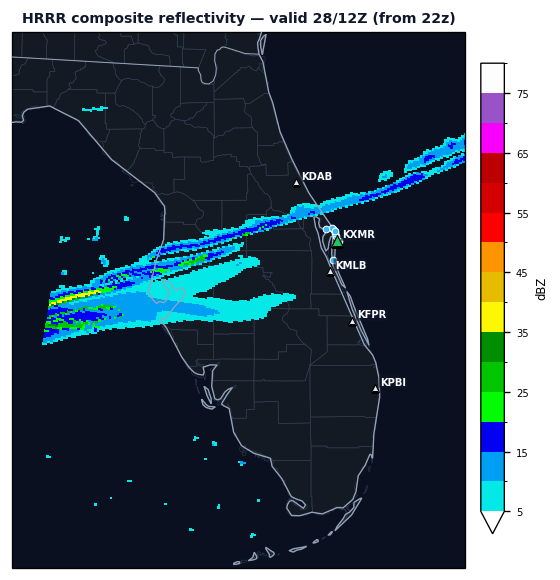 HRRR composite reflectivity — valid 28/12Z (from 22z)
KDAB
KXMR
KMLB
KFPR
KPBI
75
65
55
45
35
25
15
5
dBZ